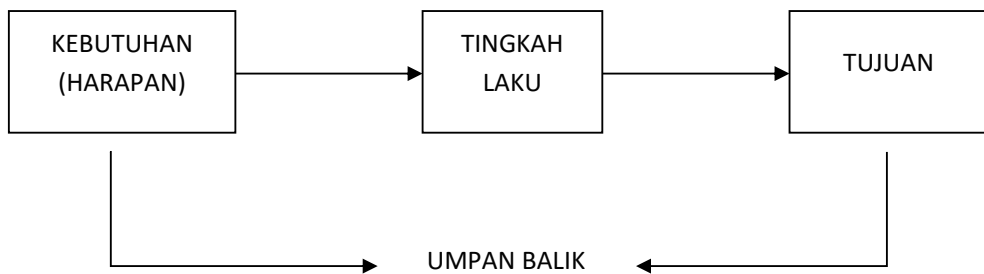 KEBUTUHAN
(HARAPAN)
TINGKAH
LAKU
TUJUAN
UMPAN BALIK